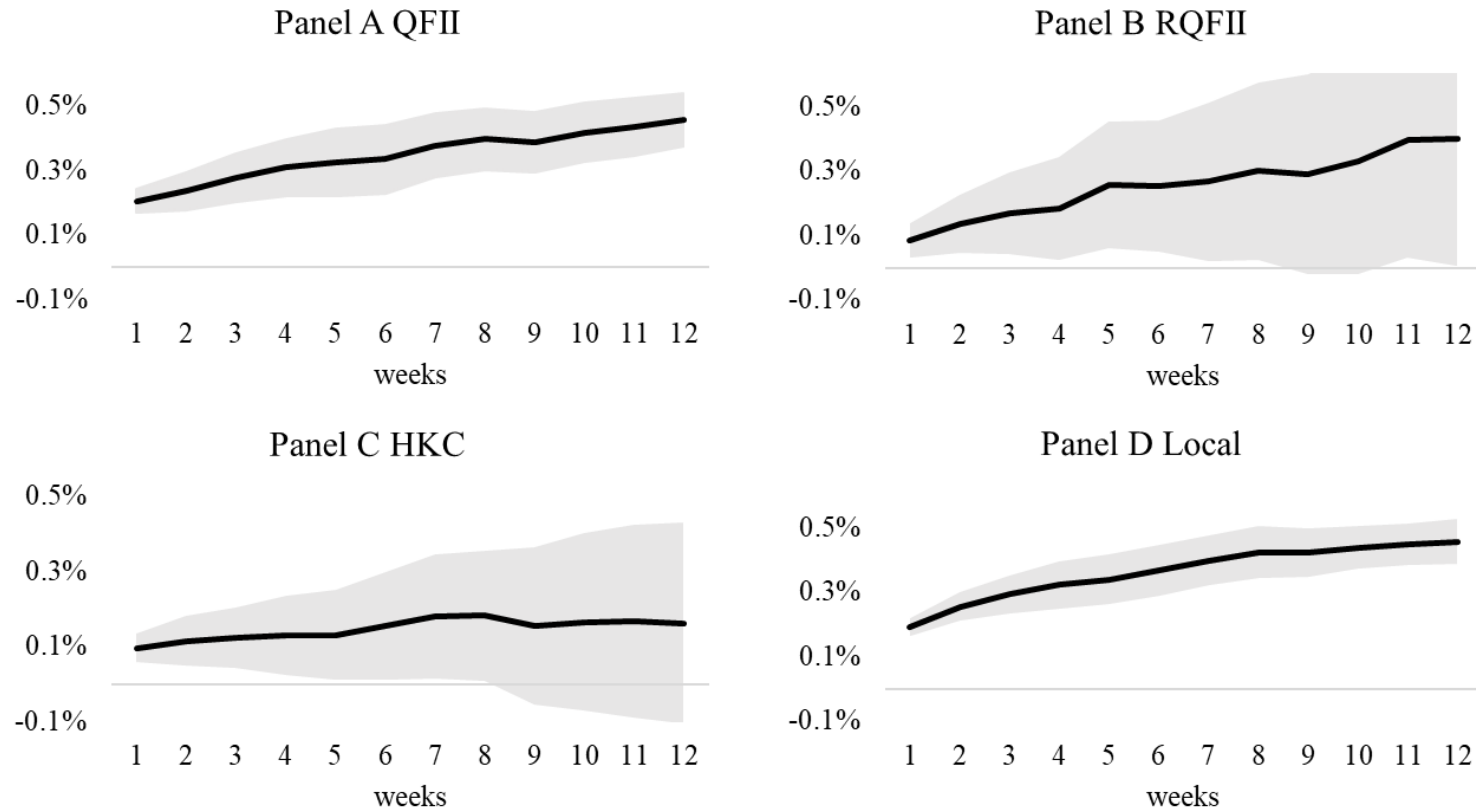 Panel A QFII
0.5%
0.3%
0.1%
-0.1%
1 2 3 4 5 6 7 8 9 10 11 12
weeks
Panel B RQFII
0.5%
0.3%
0.1%
-0.1%
1 2 3 4 5 6 7 8 9 10 11 12
weeks
Panel C HKC
0.5%
0.3%
0.1%
-0.1%
1 2 3 4 5 6 7 8 9 10 11 12
weeks
Panel D Local
0.5%
0.3%
0.1%
-0.1%
1 2 3 4 5 6 7 8 9 10 11 12
weeks